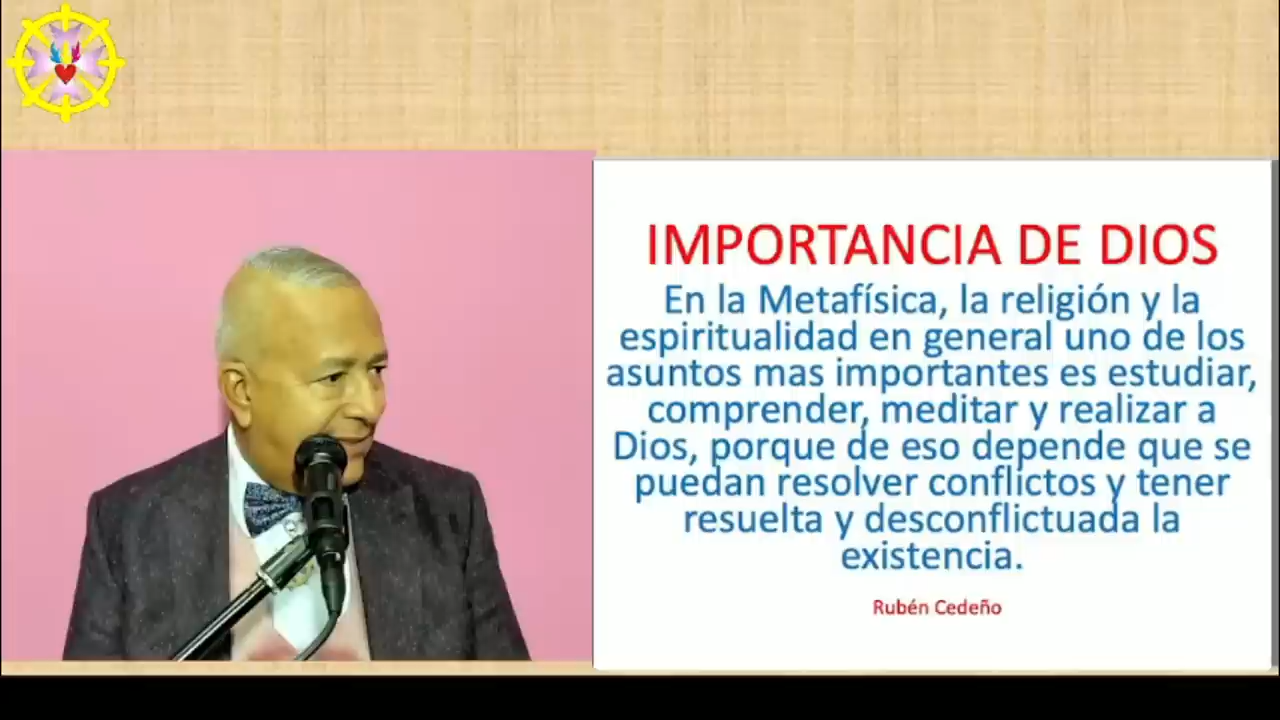 IMPORTANCIA DE DIOS
En la Metafísica, la religión y la
espiritualidad en general uno de los
asuntos mas importantes es estudiar,
comprender, meditar y realizar a
Dios, porque de eso depende que se
puedan resolver conflictos y tener
resuelta y desconflictuada la
existencia.
Rubén Cedeño